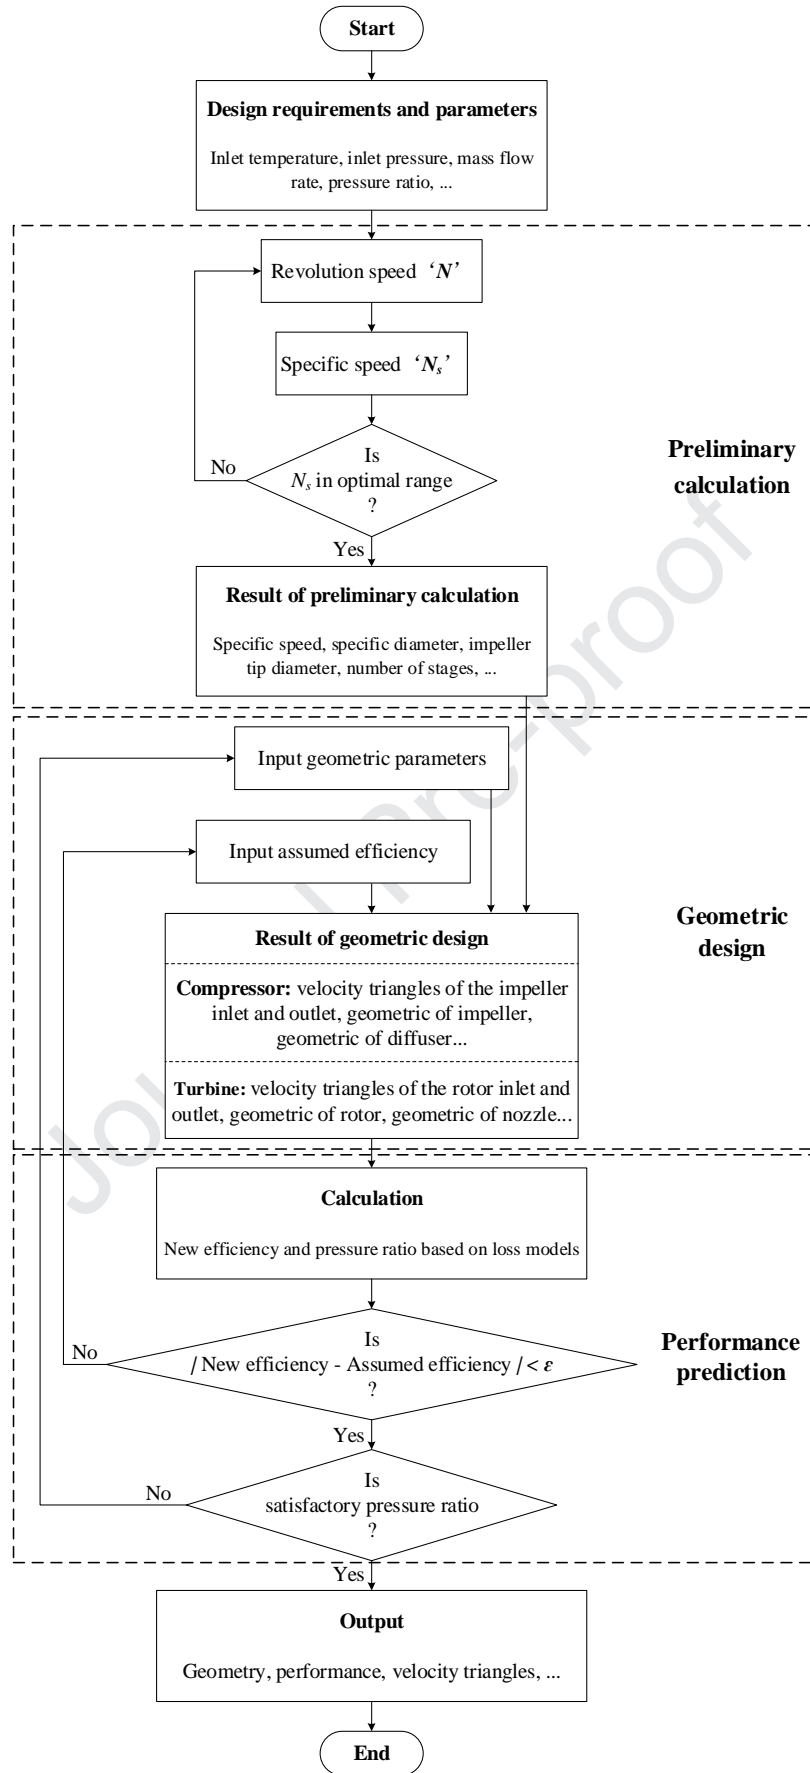 Start
Design requirements and parameters
Inlet temperature, inlet pressure, mass flow
rate, pressure ratio, ...
Revolution speed ‘N’
Specific speed ‘Nₛ’
Is
Nₛ in optimal range
?
No
Yes
Preliminary
calculation
Result of preliminary calculation
Specific speed, specific diameter, impeller
tip diameter, number of stages, ...
Input geometric parameters
Input assumed efficiency
Result of geometric design
Compressor: velocity triangles of the impeller
inlet and outlet, geometric of impeller,
geometric of diffuser...
Turbine: velocity triangles of the rotor inlet and
outlet, geometric of rotor, geometric of nozzle...
Geometric
design
Calculation
New efficiency and pressure ratio based on loss models
Is
/ New efficiency - Assumed efficiency / < ε
?
No
Yes
Performance
prediction
Is
satisfactory pressure ratio
?
No
Yes
Output
Geometry, performance, velocity triangles, ...
End